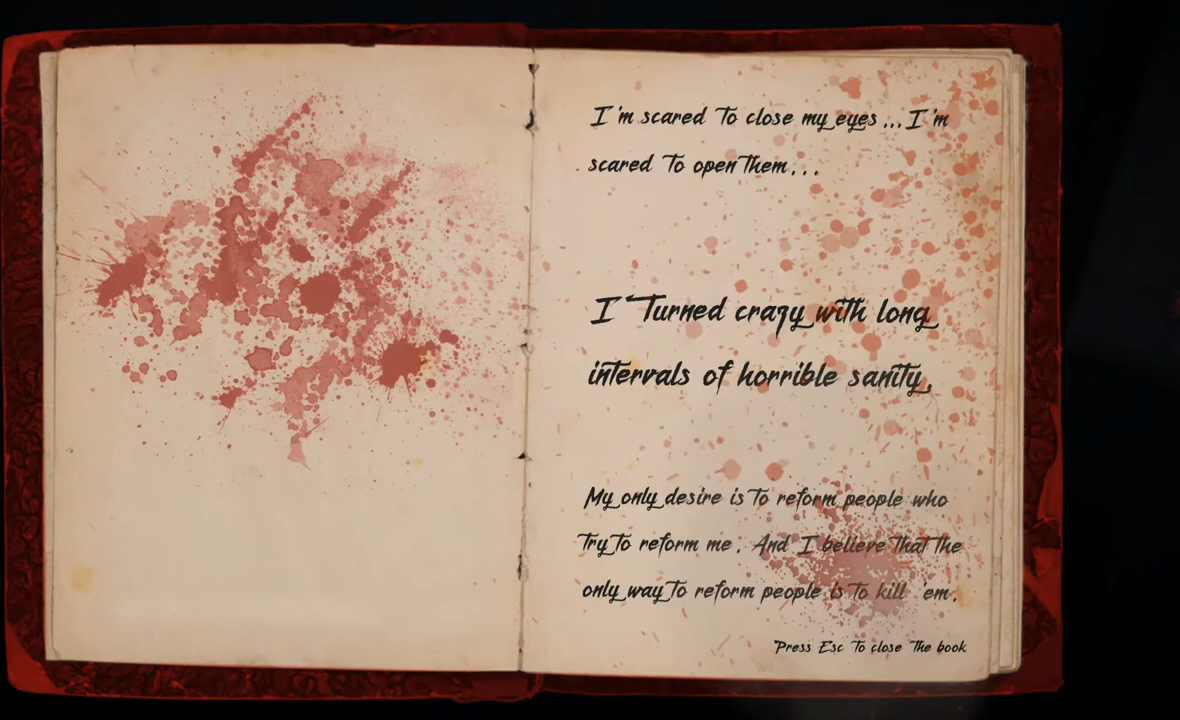 I'm scared to close my eyes...I'm
scared to open them...
I turned crazy with long
intervals of horrible sanity,
My only desire is to reform people who
try to reform me. And I believe that the
only way to reform people is to kill 'em.
Press Esc to close the book